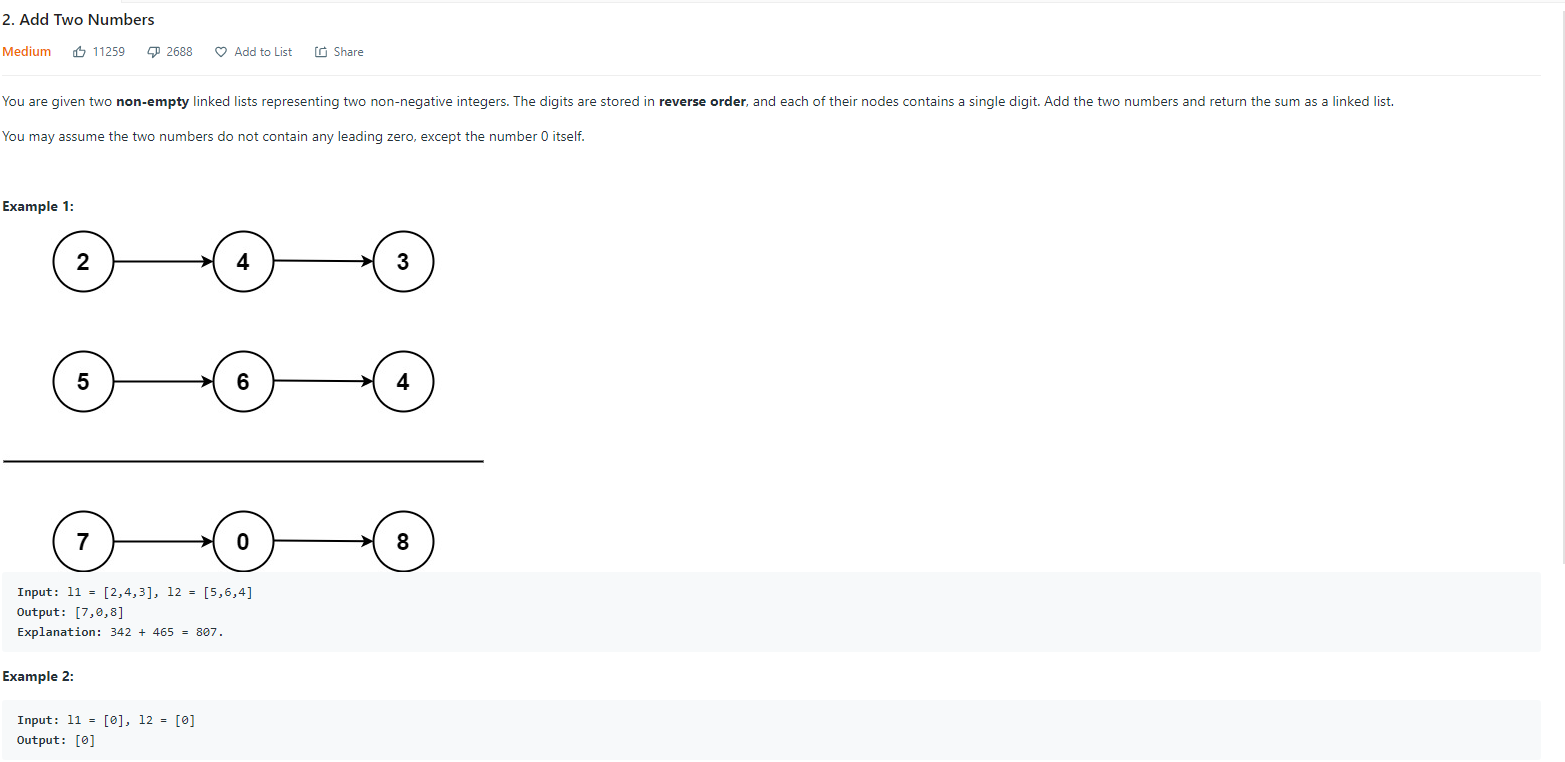 2. Add Two Numbers
Medium 11259 2688 Add to List Share
You are given two non-empty linked lists representing two non-negative integers. The digits are stored in reverse order, and each of their nodes contains a single digit. Add the two numbers and return the sum as a linked list.
You may assume the two numbers do not contain any leading zero, except the number 0 itself.
Example 1:
2 4 3
5 6 4
7 0 8
Input: l1 = [2,4,3], l2 = [5,6,4]
Output: [7,0,8]
Explanation: 342 + 465 = 807.
Example 2:
Input: l1 = [0], l2 = [0]
Output: [0]